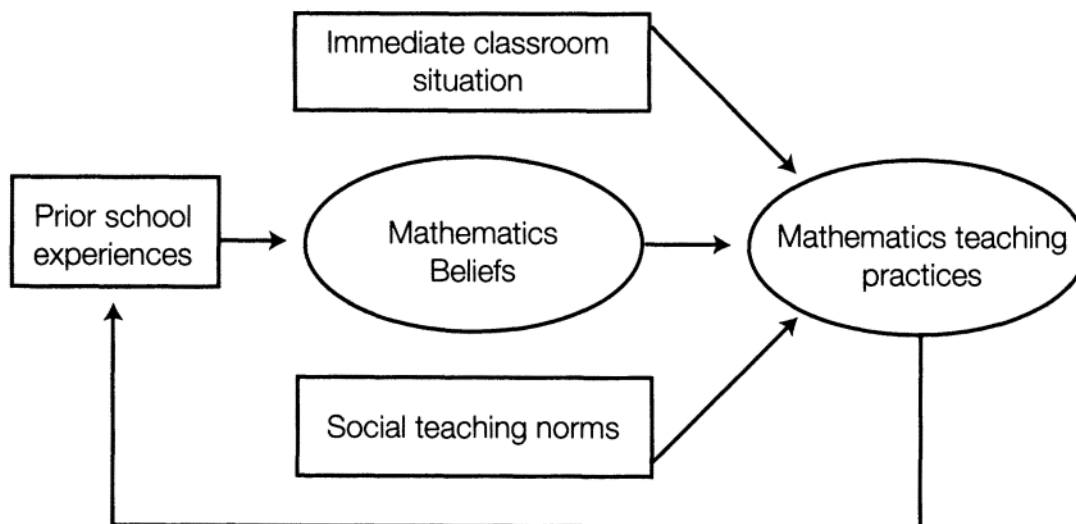 Immediate classroom
situation
Prior school
experiences
Mathematics
Beliefs
Mathematics teaching
practices
Social teaching norms